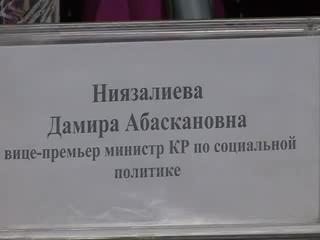 Ниязалиева
Дамира Абаскановна
вице-премьер министр КР по социальной
политике